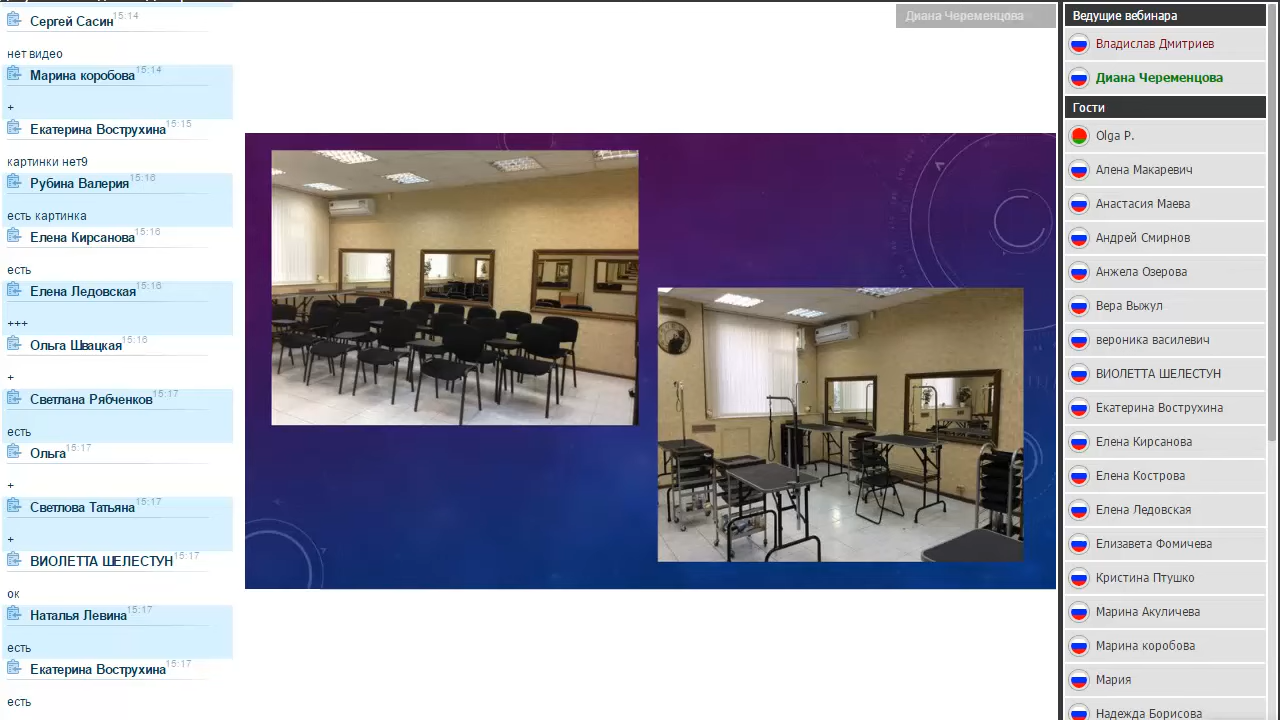 Сергей Сасин 15:14
нет видео
Марина коробова 15:14
+
Екатерина Вострухина 15:15
картинки нет9
Рубина Валерия 15:16
есть картинка
Елена Кирсанова 15:16
есть
Елена Ледовская 15:16
+++
Ольга Швацкая 15:16
+
Светлана Рябченков 15:17
есть
Ольга 15:17
+
Светлова Татьяна 15:17
+
ВИОЛЕТТА ШЕЛЕСТУН 15:17
ок
Наталья Левина 15:17
есть
Екатерина Вострухина 15:17
есть
Диана Череменцова
Ведущие вебинара
Владислав Дмитриев
Диана Череменцова
Гости
Olga P.
Алена Макаревич
Анастасия Маева
Андрей Смирнов
Анжела Озерова
Вера Выжул
вероника василевич
ВИОЛЕТТА ШЕЛЕСТУН
Екатерина Вострухина
Елена Кирсанова
Елена Кострова
Елена Ледовская
Елизавета Фомичева
Кристина Птушко
Марина Акуличева
Марина коробова
Мария
Надежда Борисова